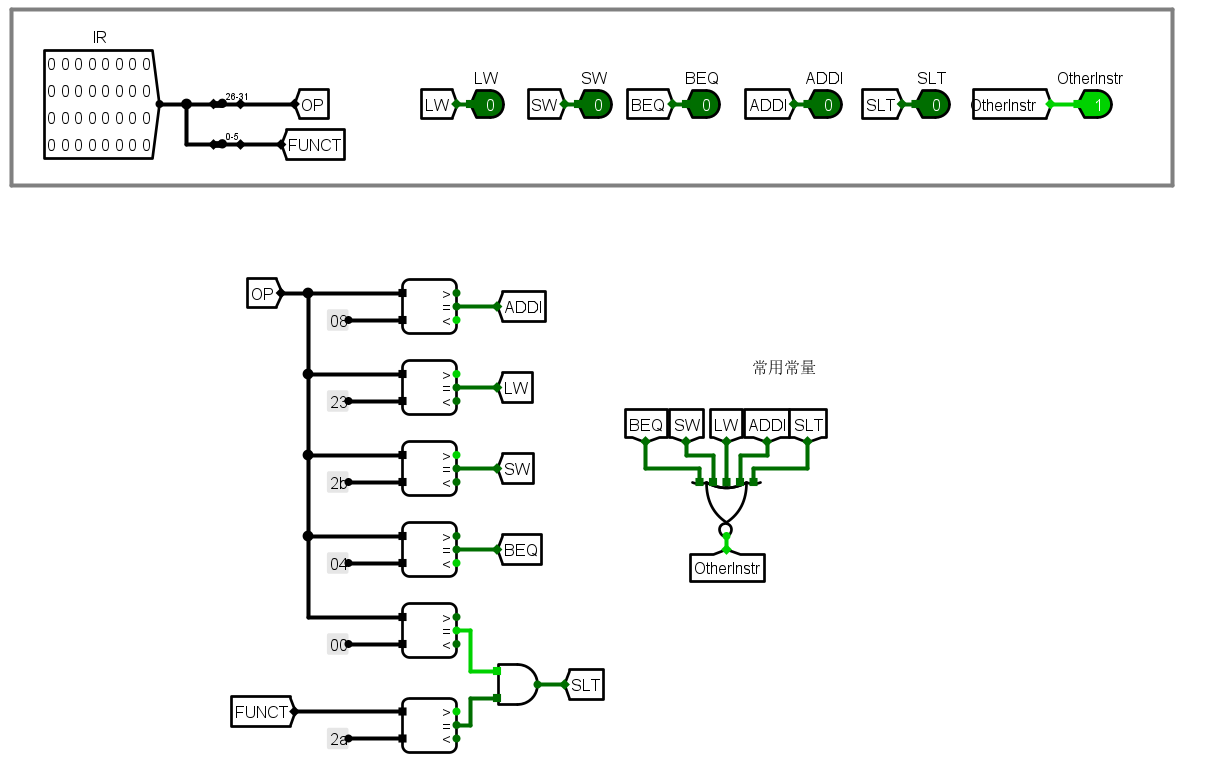 IR
0 0 0 0 0 0 0 0
0 0 0 0 0 0 0 0
0 0 0 0 0 0 0 0
0 0 0 0 0 0 0 0
26-31
OP
0-5
FUNCT
LW SW BEQ ADDI SLT OtherInstr
LW 0 SW 0 BEQ 0 ADDI 0 SLT 0 OtherInstr 1
OP
08
> = <
ADDI
23
> = <
LW
2b
> = <
SW
04
> = <
BEQ
00
> = <
FUNCT
2a
> = <
SLT
常用常量
BEQ SW LW ADDI SLT
OtherInstr